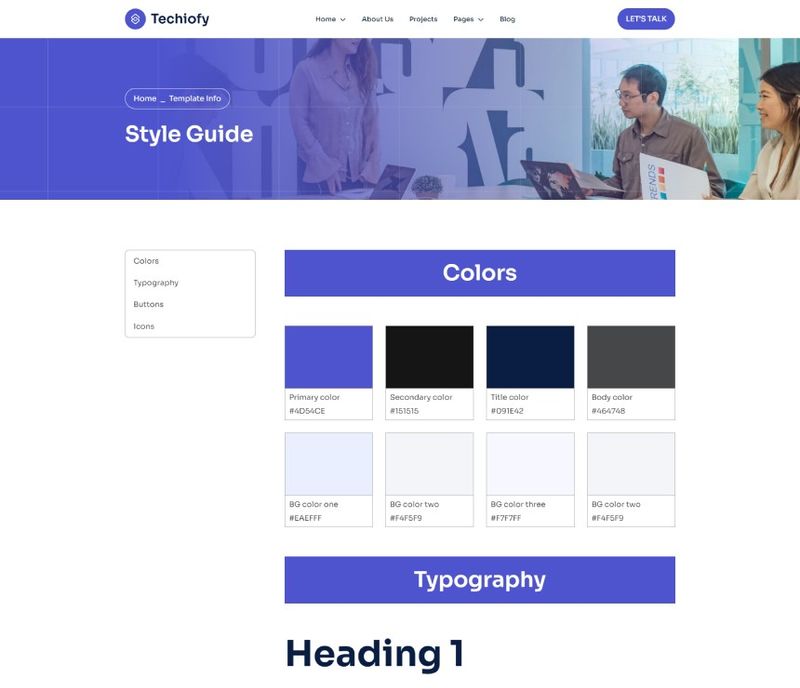 Techiofy
Home About Us Projects Pages Blog
LET'S TALK
Home _ Template Info
Style Guide
RENDS
Colors
Typography
Buttons
Icons
Colors
Primary color
#4D54CE
Secondary color
#151515
Title color
#091E42
Body color
#464748
BG color one
#EAEFFF
BG color two
#F4F5F9
BG color three
#F7F7FF
BG color two
#F4F5F9
Typography
Heading 1